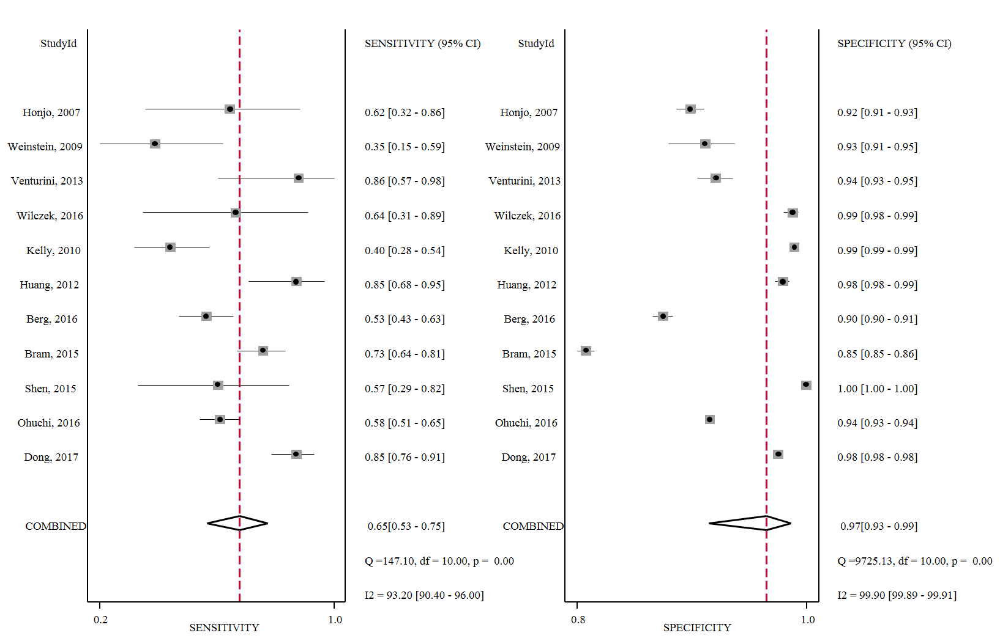 StudyId SENSITIVITY (95% CI) StudyId SPECIFICITY (95% CI)
Honjo, 2007 0.62 [0.32 - 0.86] Honjo, 2007 0.92 [0.91 - 0.93]
Weinstein, 2009 0.35 [0.15 - 0.59] Weinstein, 2009 0.93 [0.91 - 0.95]
Venturini, 2013 0.86 [0.57 - 0.98] Venturini, 2013 0.94 [0.93 - 0.95]
Wilczek, 2016 0.64 [0.31 - 0.89] Wilczek, 2016 0.99 [0.98 - 0.99]
Kelly, 2010 0.40 [0.28 - 0.54] Kelly, 2010 0.99 [0.99 - 0.99]
Huang, 2012 0.85 [0.68 - 0.95] Huang, 2012 0.98 [0.98 - 0.99]
Berg, 2016 0.53 [0.43 - 0.63] Berg, 2016 0.90 [0.90 - 0.91]
Bram, 2015 0.73 [0.64 - 0.81] Bram, 2015 0.85 [0.85 - 0.86]
Shen, 2015 0.57 [0.29 - 0.82] Shen, 2015 1.00 [1.00 - 1.00]
Ohuchi, 2016 0.58 [0.51 - 0.65] Ohuchi, 2016 0.94 [0.93 - 0.94]
Dong, 2017 0.85 [0.76 - 0.91] Dong, 2017 0.98 [0.98 - 0.98]
COMBINED 0.65[0.53 - 0.75] COMBINED 0.97[0.93 - 0.99]
Q =147.10, df = 10.00, p = 0.00 Q =9725.13, df = 10.00, p = 0.00
I2 = 93.20 [90.40 - 96.00] I2 = 99.90 [99.89 - 99.91]
0.2 1.0 0.8 1.0
SENSITIVITY SPECIFICITY